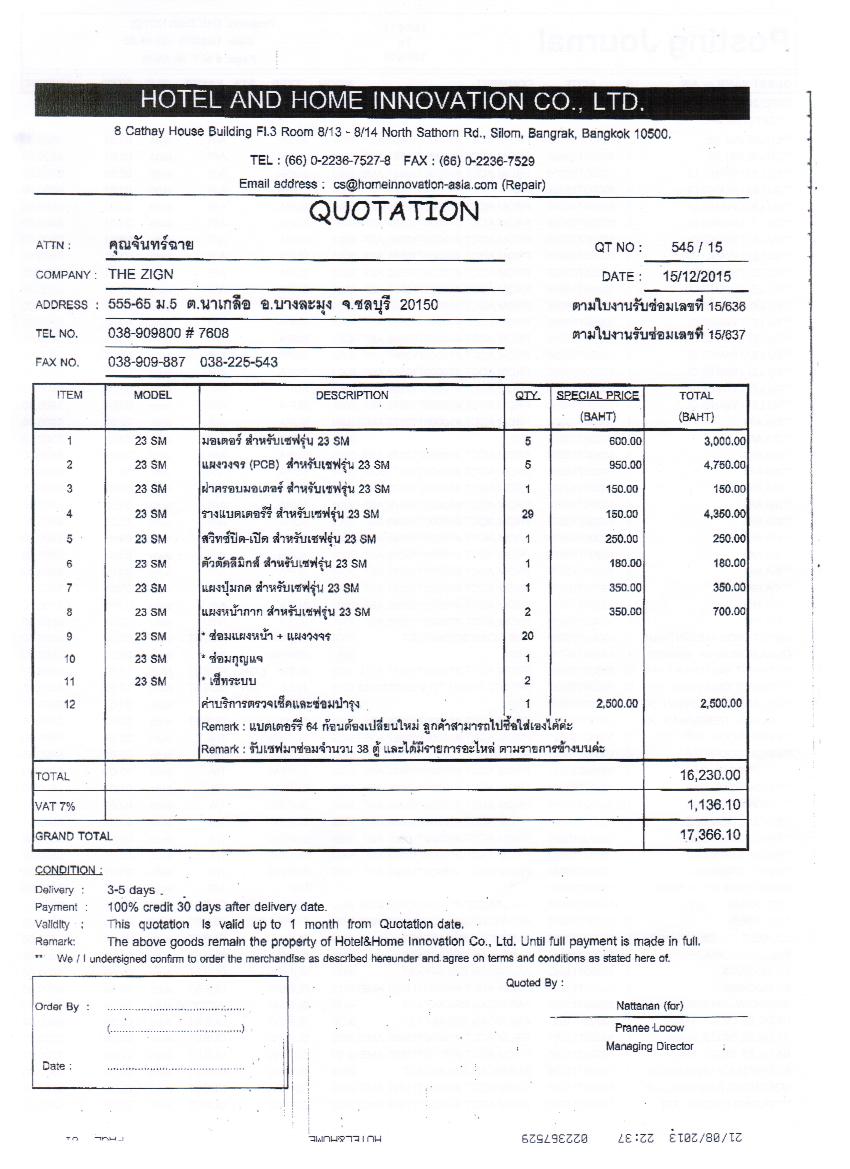 HOTEL AND HOME INNOVATION CO., LTD.
8 Cathay House Building Fl.3 Room 8/13 - 8/14 North Sathorn Rd., Silom, Bangrak, Bangkok 10500.
TEL : (66) 0-2236-7527-8 FAX : (66) 0-2236-7529
Email address : cs@homeinnovation-asia.com (Repair)
QUOTATION
ATTN : คุณจันทร์ฉาย QT NO : 545 / 15
COMPANY : THE ZIGN DATE : 15/12/2015
ADDRESS : 555-65 ม.5 ต.นาเกลือ อ.บางละมุง จ.ชลบุรี 20150 ตามใบงานรับซ่อมเลขที่ 15/636
TEL NO. 038-909800 # 7608 ตามใบงานรับซ่อมเลขที่ 15/637
FAX NO. 038-909-887 038-225-543
ITEM MODEL DESCRIPTION QTY. SPECIAL PRICE TOTAL
(BAHT) (BAHT)
1 23 SM มอเตอร์ สำหรับเซฟรุ่น 23 SM 5 600.00 3,000.00
2 23 SM แผงวงจร (PCB) สำหรับเซฟรุ่น 23 SM 5 950.00 4,750.00
3 23 SM ฝาครอบมอเตอร์ สำหรับเซฟรุ่น 23 SM 1 150.00 150.00
4 23 SM รางแบตเตอร์รี่ สำหรับเซฟรุ่น 23 SM 29 150.00 4,350.00
5 23 SM สวิทซ์ปิด-เปิด สำหรับเซฟรุ่น 23 SM 1 250.00 250.00
6 23 SM ตัวตัดลิมิกส์ สำหรับเซฟรุ่น 23 SM 1 180.00 180.00
7 23 SM แผงปุ่มกด สำหรับเซฟรุ่น 23 SM 1 350.00 350.00
8 23 SM แผงหน้ากาก สำหรับเซฟรุ่น 23 SM 2 350.00 700.00
9 23 SM * ซ่อมแผงหน้า + แผงวงจร 20
10 23 SM * ซ่อมกุญแจ 1
11 23 SM * เซ็ทระบบ 2
12 ค่าบริการตรวจเช็คและซ่อมบำรุง 1 2,500.00 2,500.00
Remark : แบตเตอร์รี่ 64 ก้อนต้องเปลี่ยนใหม่ ลูกค้าสามารถไปซื้อใส่เองได้ค่ะ
Remark : รับเซฟมาซ่อมจำนวน 38 ตู้ และได้มีรายการอะไหล่ ตามรายการข้างบนค่ะ
TOTAL 16,230.00
VAT 7% 1,136.10
GRAND TOTAL 17,366.10
CONDITION :
Delivery : 3-5 days .
Payment : 100% credit 30 days after delivery date.
Validity : This quotation is valid up to 1 month from Quotation date.
Remark: The above goods remain the property of Hotel&Home Innovation Co., Ltd. Until full payment is made in full.
** We / I undersigned confirm to order the merchandise as described hereunder and agree on terms and conditions as stated here of.
Quoted By :
Order By : ........................................ Nattanan (for)
(........................................) Pranee Locow
Managing Director
Date : ........................................
21/08/2013 22:37 022367529 HOTEL&HOME
Posting Journal